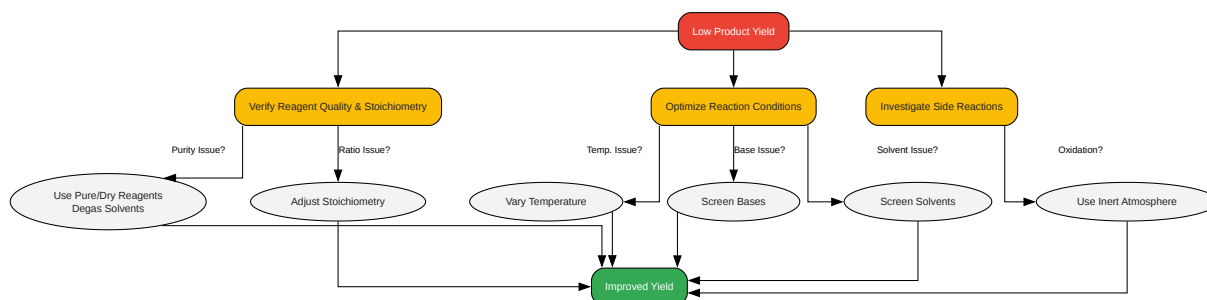 Low Product Yield
Verify Reagent Quality & Stoichiometry
Optimize Reaction Conditions
Investigate Side Reactions
Purity Issue?
Ratio Issue?
Temp. Issue?
Base Issue?
Solvent Issue?
Oxidation?
Use Pure/Dry Reagents
Degas Solvents
Adjust Stoichiometry
Vary Temperature
Screen Bases
Screen Solvents
Use Inert Atmosphere
Improved Yield